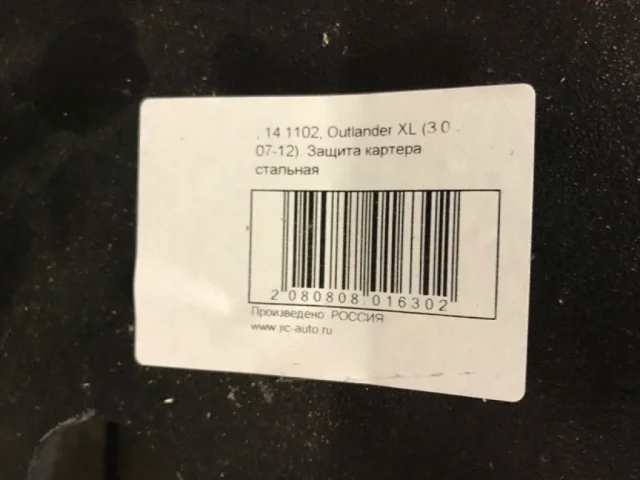 . 14 1102, Outlander XL (3 0
07-12) Защита картера
стальная
2 080808 016302
Произведено: РОССИЯ
www.jic-auto.ru